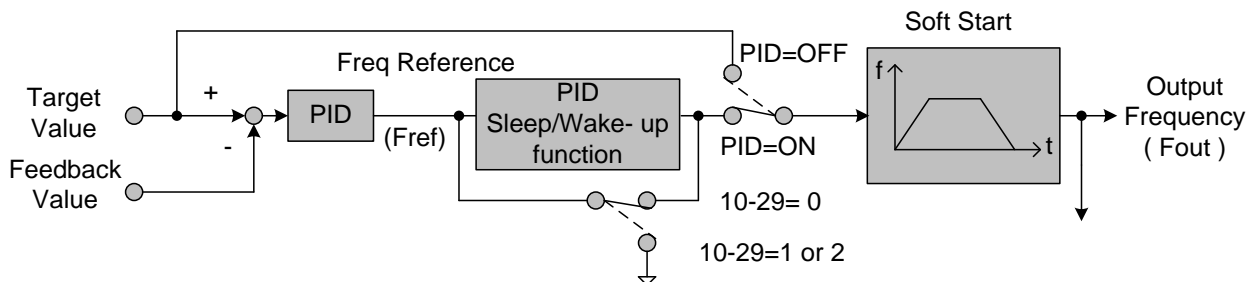 Soft Start
PID=OFF
Freq Reference
f
Target
Value
+
PID
PID
Sleep/Wake- up
function
Output
Frequency
( Fout )
-
(Fref)
PID=ON
t
Feedback
Value
10-29= 0
10-29=1 or 2